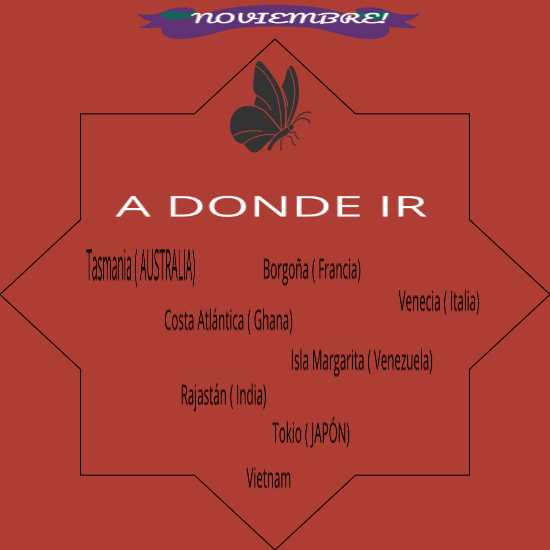 NOVIEMBRE!
A DONDE IR
Tasmania ( AUSTRALIA)
Borgoña ( Francia)
Venecia ( Italia)
Costa Atlántica ( Ghana)
Isla Margarita ( Venezuela)
Rajastán ( India)
Tokio ( JAPÓN)
Vietnam